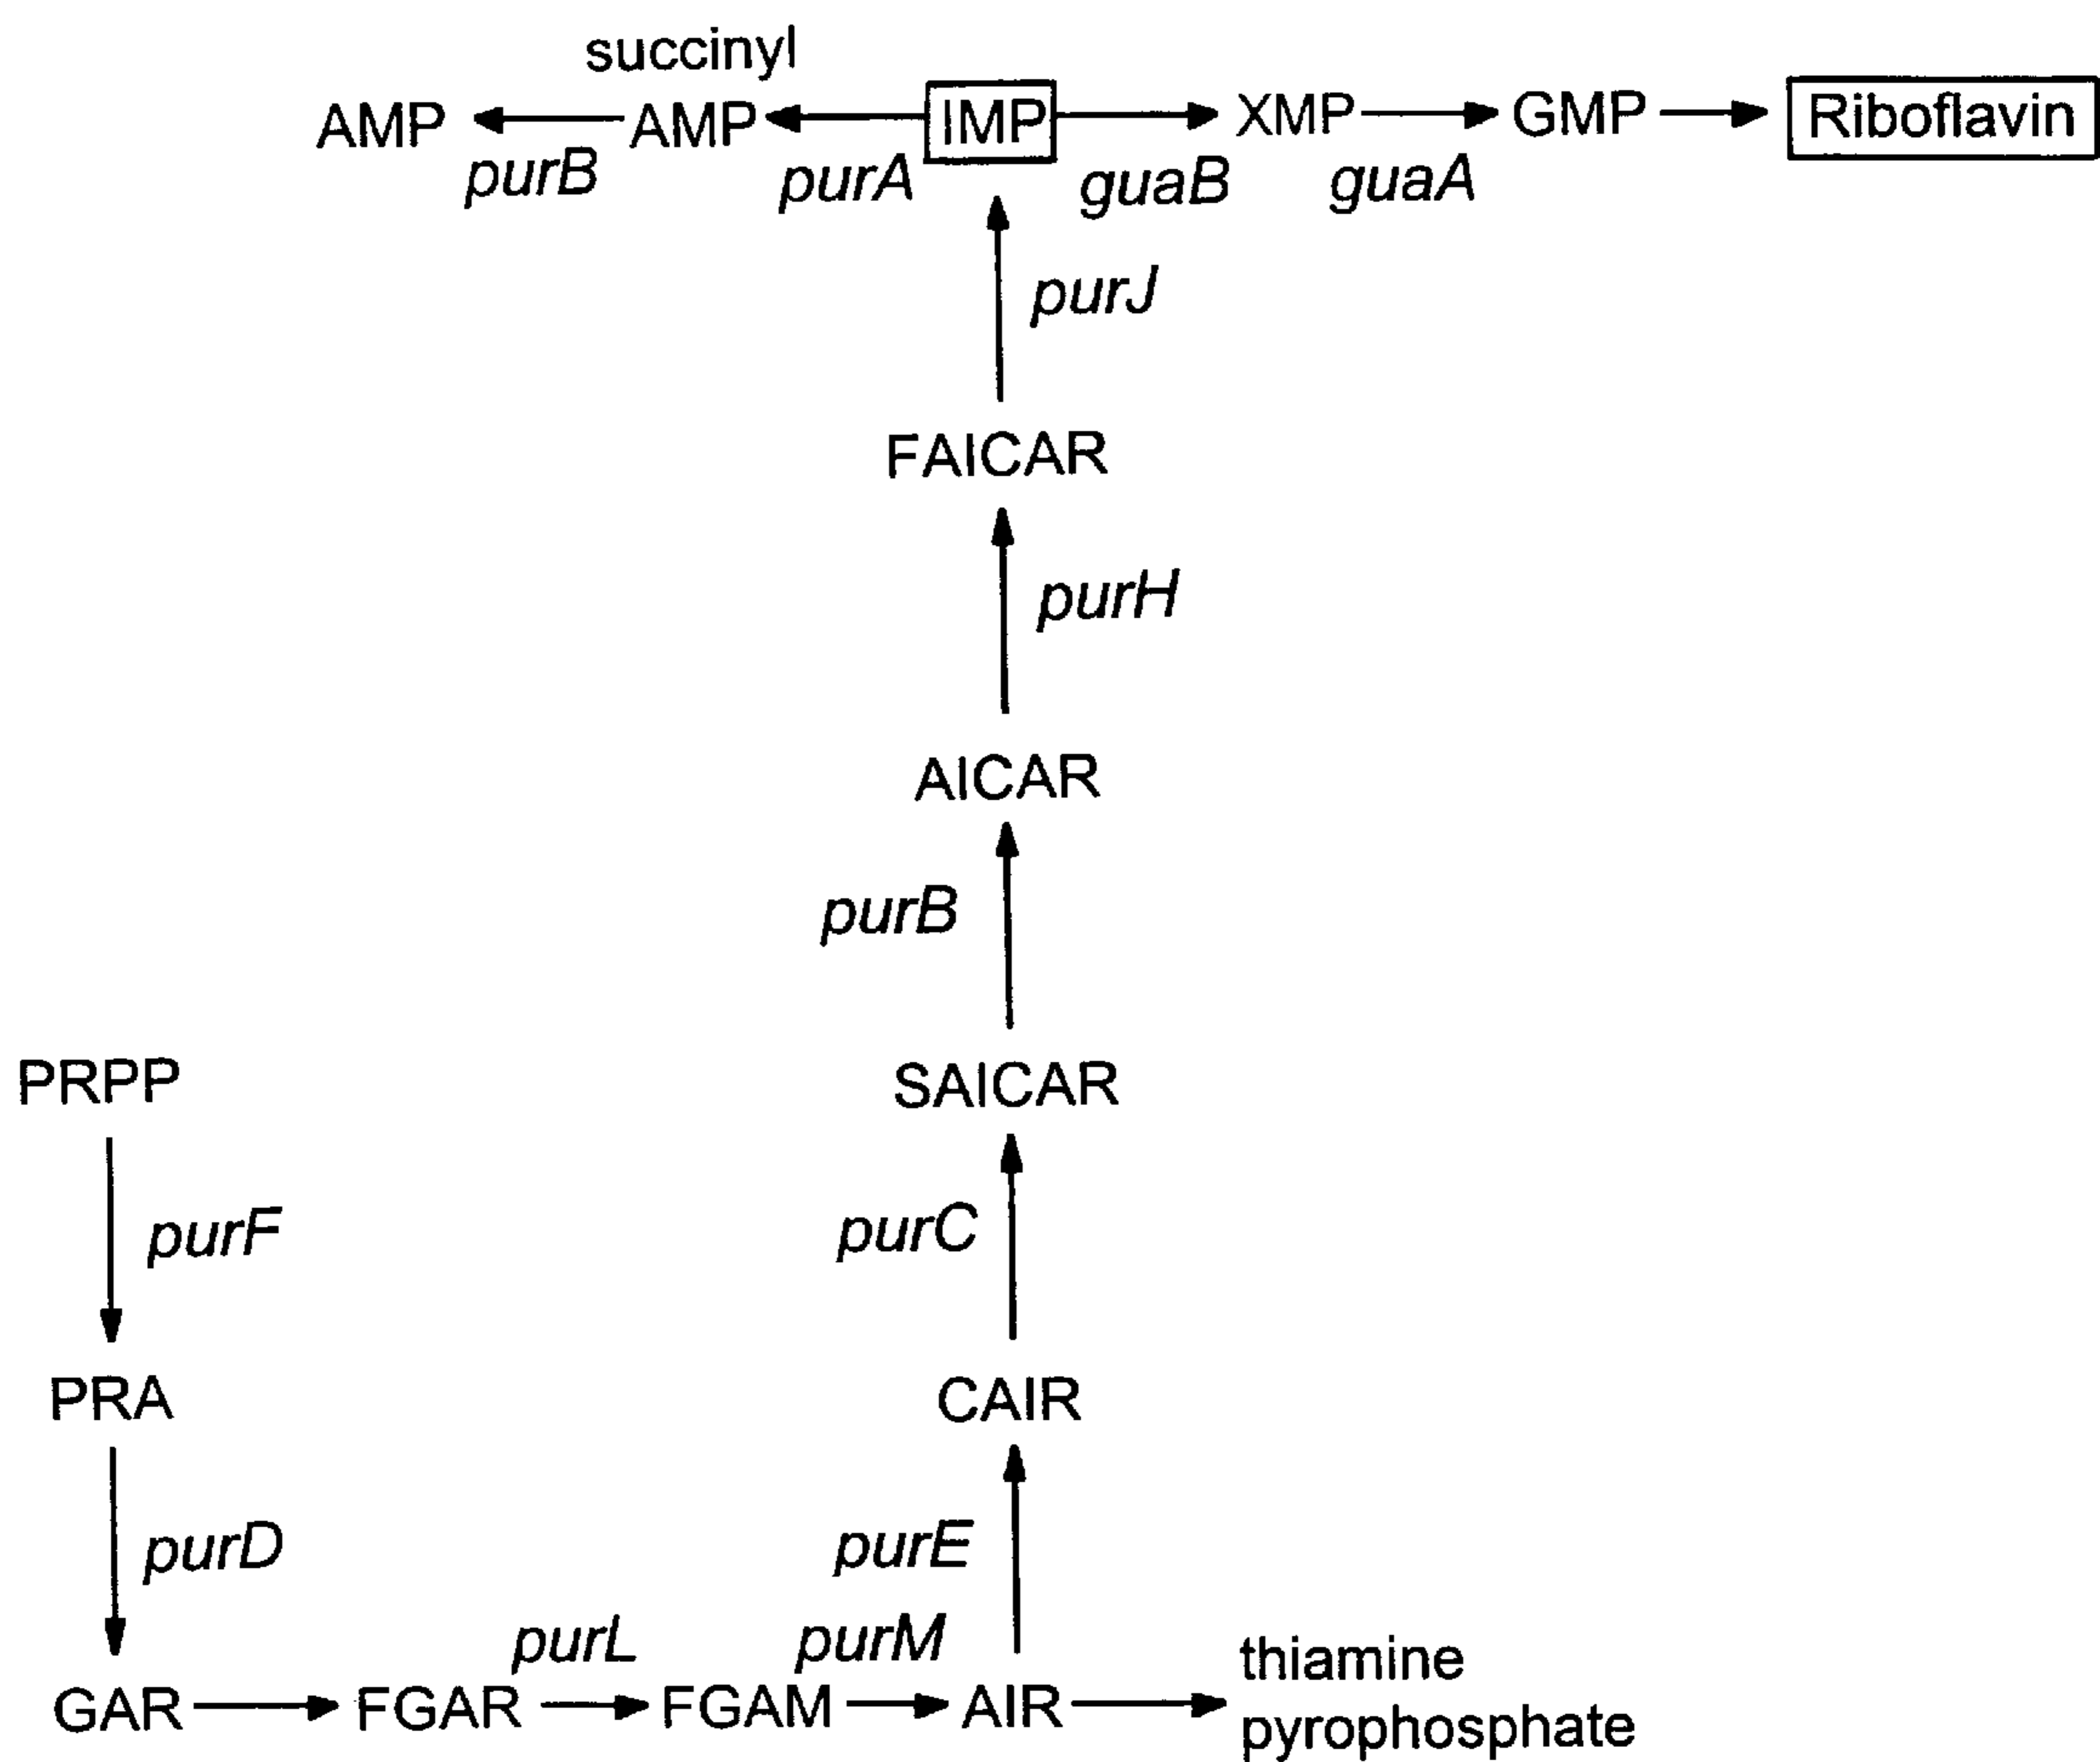 succinyl
AMP AMP IMP XMP GMP Riboflavin
purB purA guaB guaA
purJ
FAICAR
purH
AICAR
purB
PRPP SAICAR
purF purC
PRA CAIR
purD purE
purL purM thiamine
GAR FGAR FGAM AIR pyrophosphate